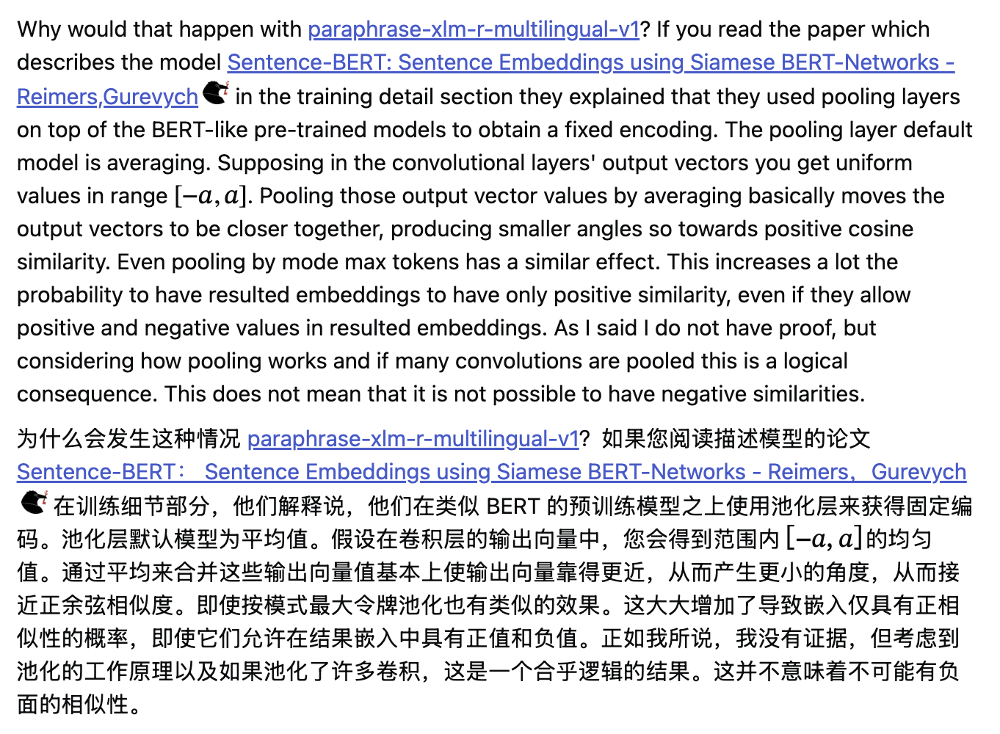 Why would that happen with paraphrase-xlm-r-multilingual-v1? If you read the paper which
describes the model Sentence-BERT: Sentence Embeddings using Siamese BERT-Networks -
Reimers,Gurevych in the training detail section they explained that they used pooling layers
on top of the BERT-like pre-trained models to obtain a fixed encoding. The pooling layer default
model is averaging. Supposing in the convolutional layers' output vectors you get uniform
values in range [−a, a]. Pooling those output vector values by averaging basically moves the
output vectors to be closer together, producing smaller angles so towards positive cosine
similarity. Even pooling by mode max tokens has a similar effect. This increases a lot the
probability to have resulted embeddings to have only positive similarity, even if they allow
positive and negative values in resulted embeddings. As I said I do not have proof, but
considering how pooling works and if many convolutions are pooled this is a logical
consequence. This does not mean that it is not possible to have negative similarities.
为什么会发生这种情况 paraphrase-xlm-r-multilingual-v1？如果您阅读描述模型的论文
Sentence-BERT： Sentence Embeddings using Siamese BERT-Networks - Reimers，Gurevych
在训练细节部分，他们解释说，他们在类似 BERT 的预训练模型之上使用池化层来获得固定编
码。池化层默认模型为平均值。假设在卷积层的输出向量中，您会得到范围内 [−a, a]的均匀
值。通过平均来合并这些输出向量值基本上使输出向量靠得更近，从而产生更小的角度，从而接
近正余弦相似度。即使按模式最大令牌池化也有类似的效果。这大大增加了导致嵌入仅具有正相
似性的概率，即使它们允许在结果嵌入中具有正值和负值。正如我所说，我没有证据，但考虑到
池化的工作原理以及如果池化了许多卷积，这是一个合乎逻辑的结果。这并不意味着不可能有负
面的相似性。